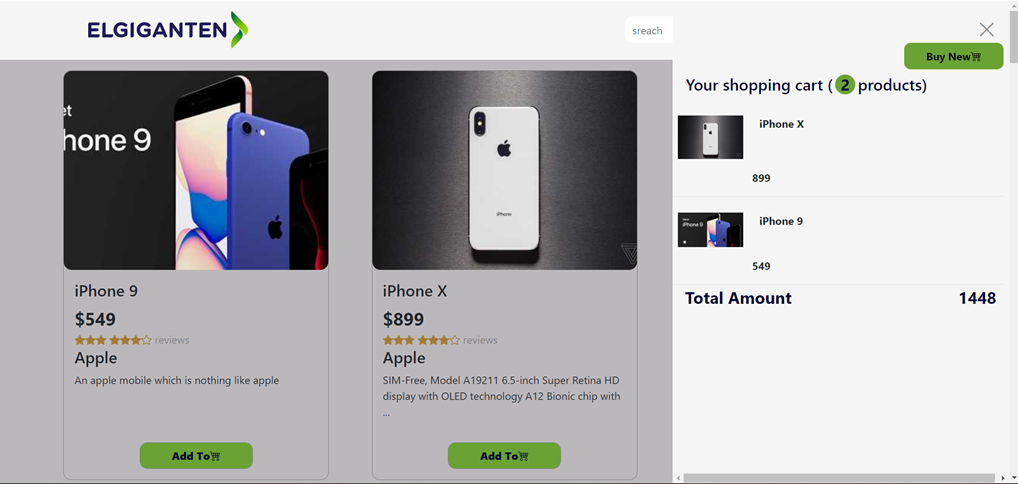 ELGIGANTEN
sreach
hone 9
iPhone
iPhone 9
$549
reviews
Apple
An apple mobile which is nothing like apple
Add To
iPhone X
$899
reviews
Apple
SIM-Free, Model A19211 6.5-inch Super Retina HD
display with OLED technology A12 Bionic chip with
...
Add To
Buy New
Your shopping cart ( 2 products)
iPhone X
899
iPhone 9
iPhone 9
549
Total Amount 1448